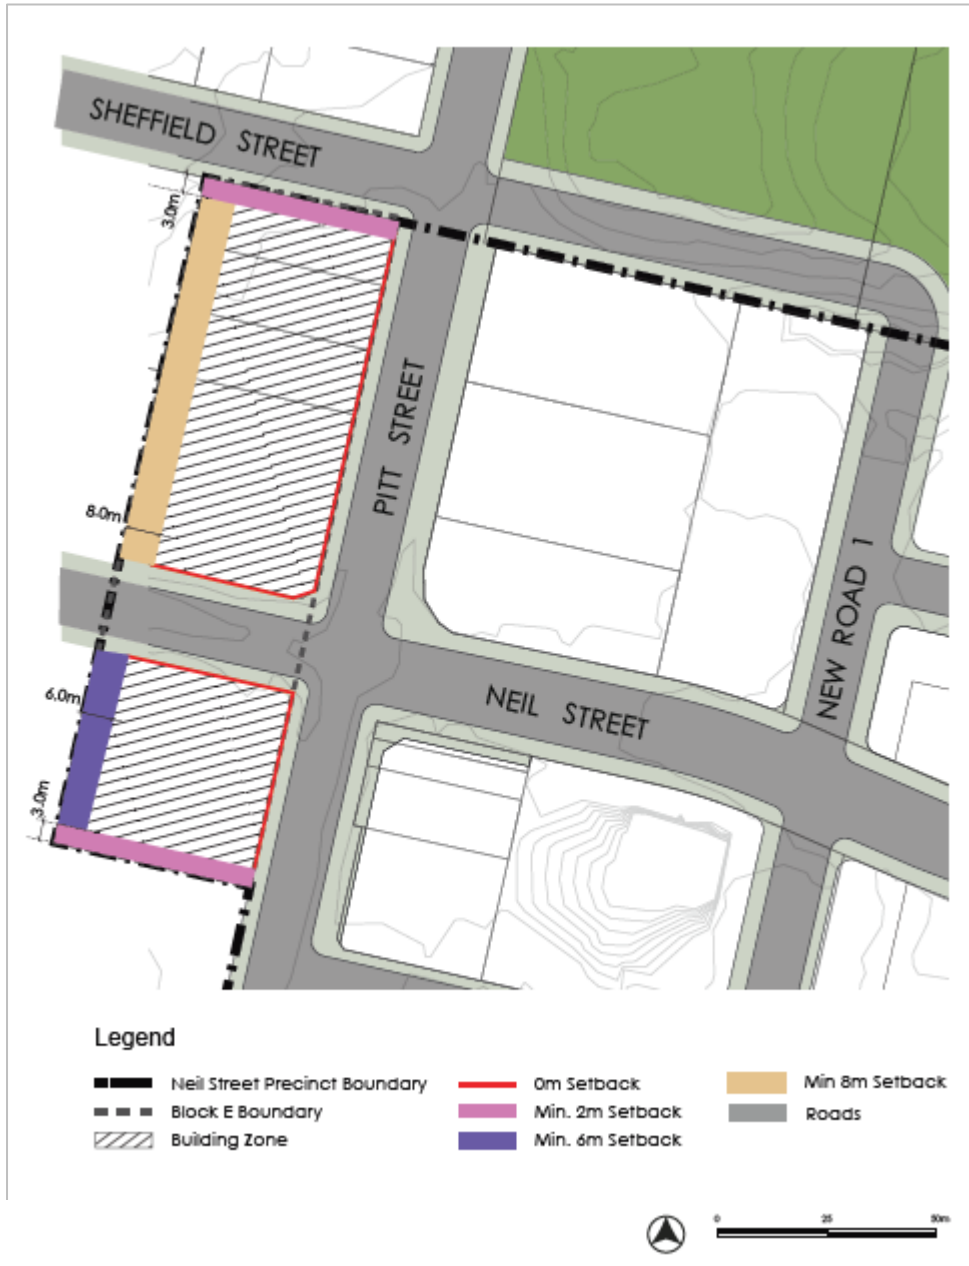 SHEFFIELD STREET
3.0m
PITT STREET
8.0m
NEW ROAD 1
6.0m
NEIL STREET
3.0m
Legend
Neil Street Precinct Boundary
0m Setback
Min 8m Setback
Block E Boundary
Min. 2m Setback
Roads
Building Zone
Min. 6m Setback
0 25 50m